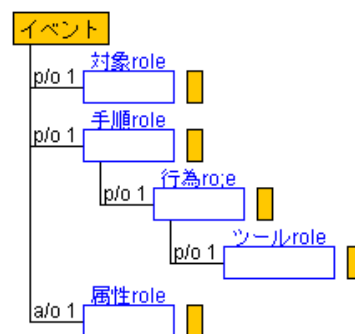 イベント
対象role
p/o 1
手順role
p/o 1
行為ro;e
p/o 1
ツールrole
p/o 1
属性role
a/o 1